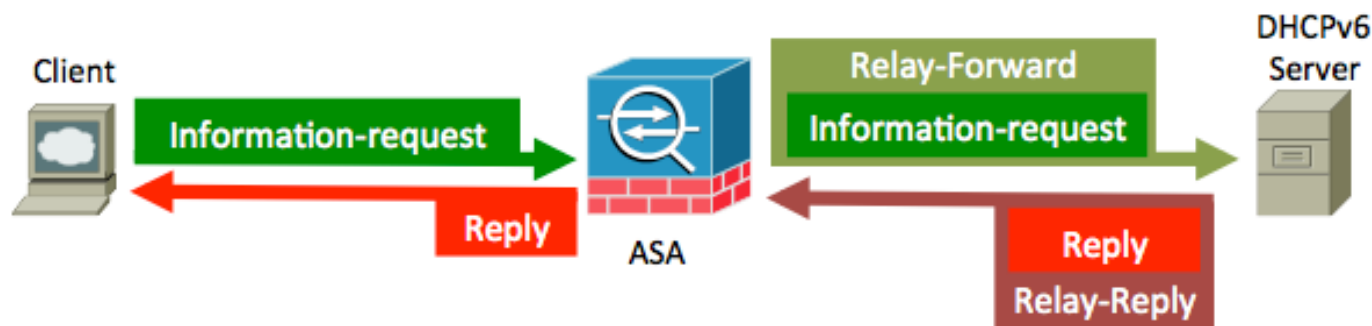 Client
Information-request
Reply
ASA
Relay-Forward
Information-request
Reply
Relay-Reply
DHCPv6
Server